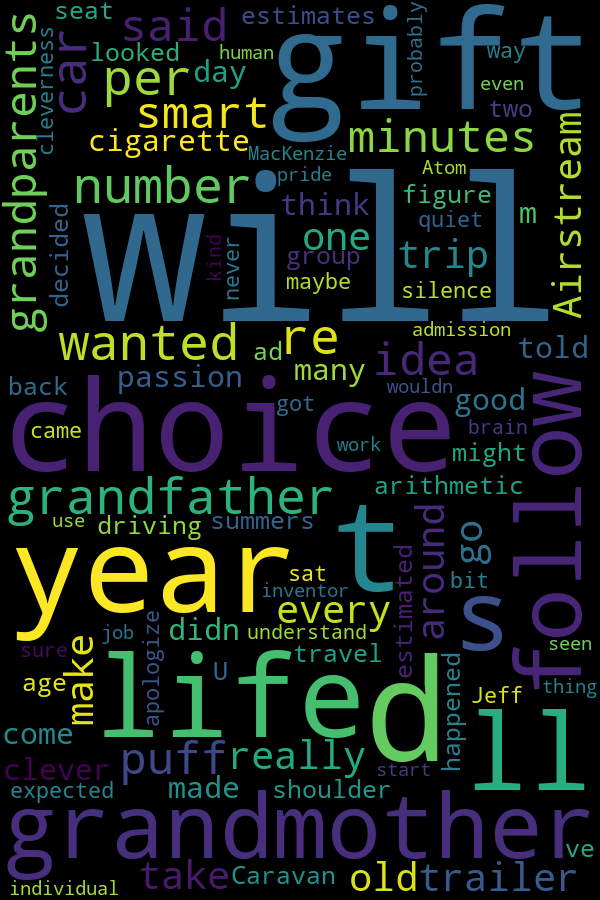 seat
estimates
gift
probably
said
grandparents
cleverness
car
looked
human
way
per
day
even
smart
two
cigarette
minutes
MacKenzie
Airstream
number
pride
Atom
will
think
figure
m
decided
quiet
kind
never
one
group
trip
maybe
silence
wanted
ad
re
admission
told
back
passion
many
idea
wouldn
choice
got
good
follow
came
brain
work
might
grandfather
arithmetic
use
driving
summers
t
around
go
year
sat
every
estimated
bit
s
inventor
job
apologize
didn
understand
seen
sure
make
life
d
travel
U
happened
thing
age
Jeff
come
ll
puff
really
clever
start
expected
made
shoulder
grandmother
ve
take
Caravan
old
trailer
individual